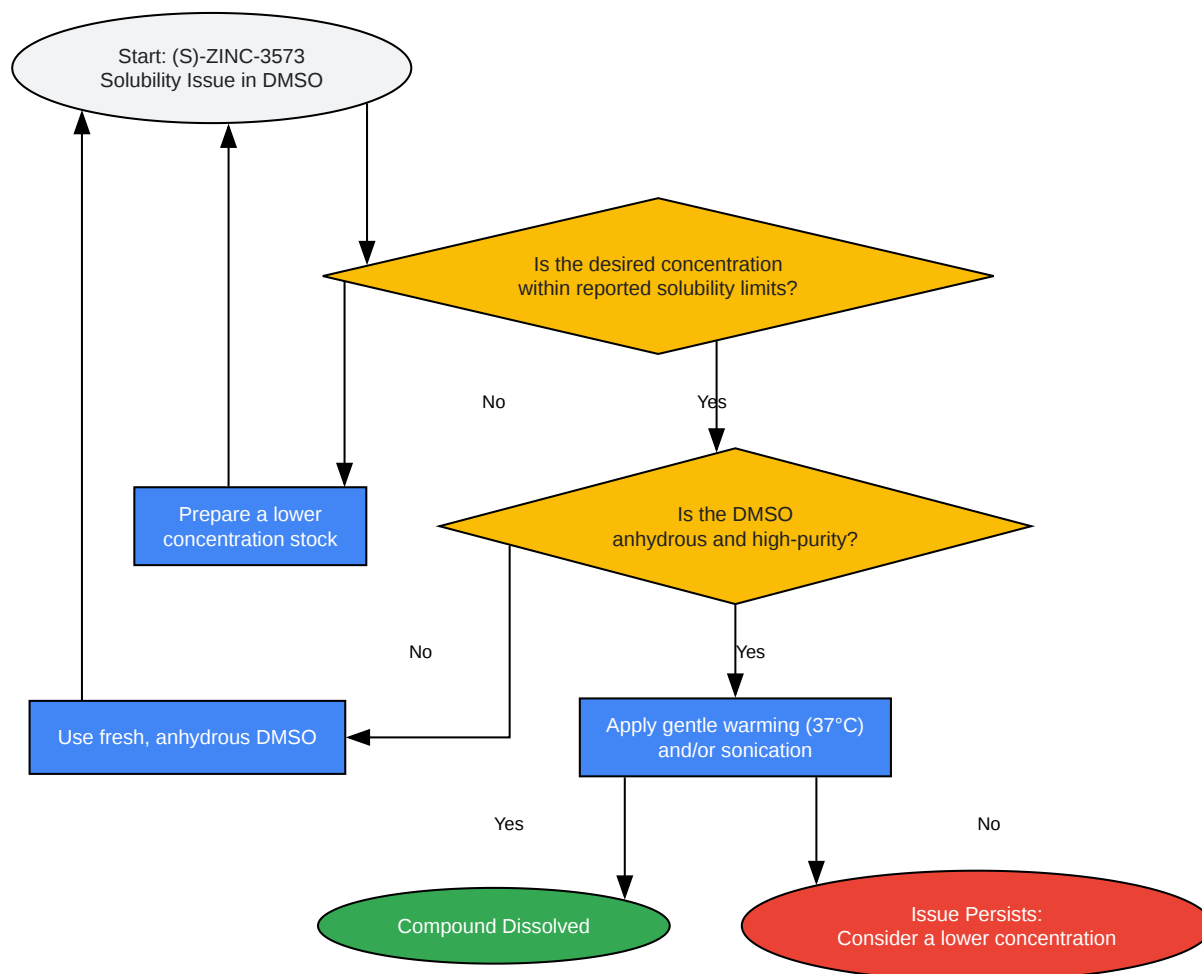 Start: (S)-ZINC-3573
Solubility Issue in DMSO
Is the desired concentration
within reported solubility limits?
No
Yes
Prepare a lower
concentration stock
Is the DMSO
anhydrous and high-purity?
No
Yes
Use fresh, anhydrous DMSO
Apply gentle warming (37°C)
and/or sonication
Yes
No
Compound Dissolved
Issue Persists:
Consider a lower concentration